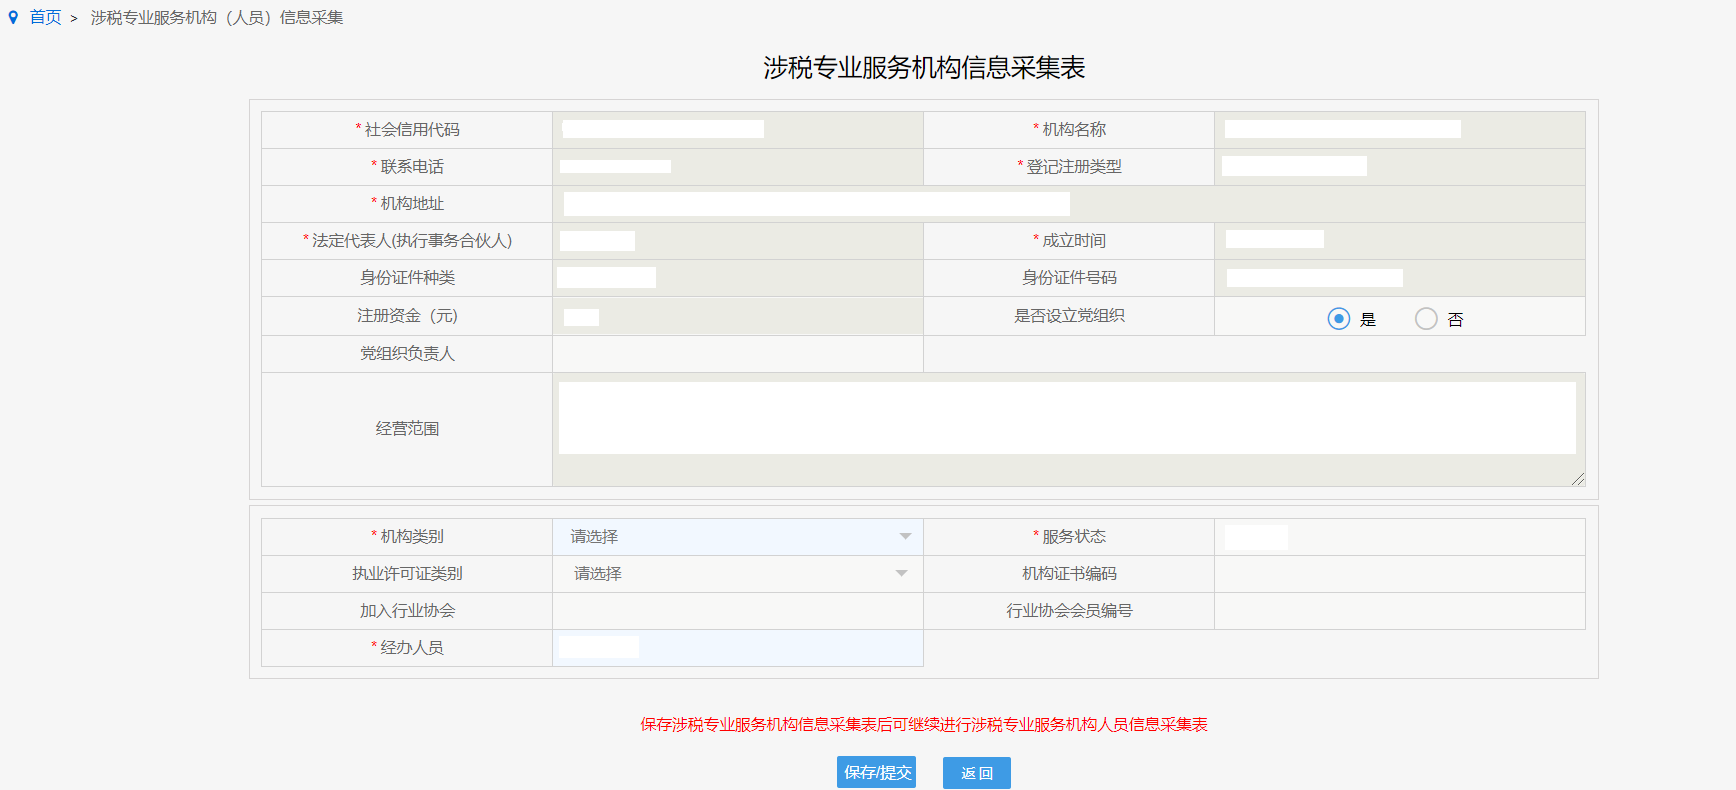 首页 > 涉税专业服务机构（人员）信息采集
涉税专业服务机构信息采集表
* 社会信用代码 * 机构名称
* 联系电话 * 登记注册类型
* 机构地址
* 法定代表人(执行事务合伙人) * 成立时间
身份证件种类 身份证件号码
注册资金（元） 是否设立党组织 是 否
党组织负责人
经营范围
* 机构类别 请选择 * 服务状态
执业许可证类别 请选择 机构证书编码
加入行业协会 行业协会会员编号
* 经办人员
保存涉税专业服务机构信息采集表后可继续进行涉税专业服务机构人员信息采集表
保存/提交 返回